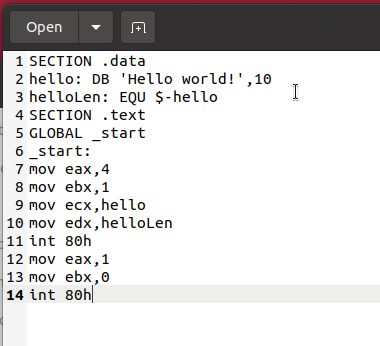 Open
1 SECTION .data
2 hello: DB 'Hello world!',10
3 helloLen: EQU $-hello
4 SECTION .text
5 GLOBAL _start
6 _start:
7 mov eax,4
8 mov ebx,1
9 mov ecx,hello
10 mov edx,helloLen
11 int 80h
12 mov eax,1
13 mov ebx,0
14 int 80h